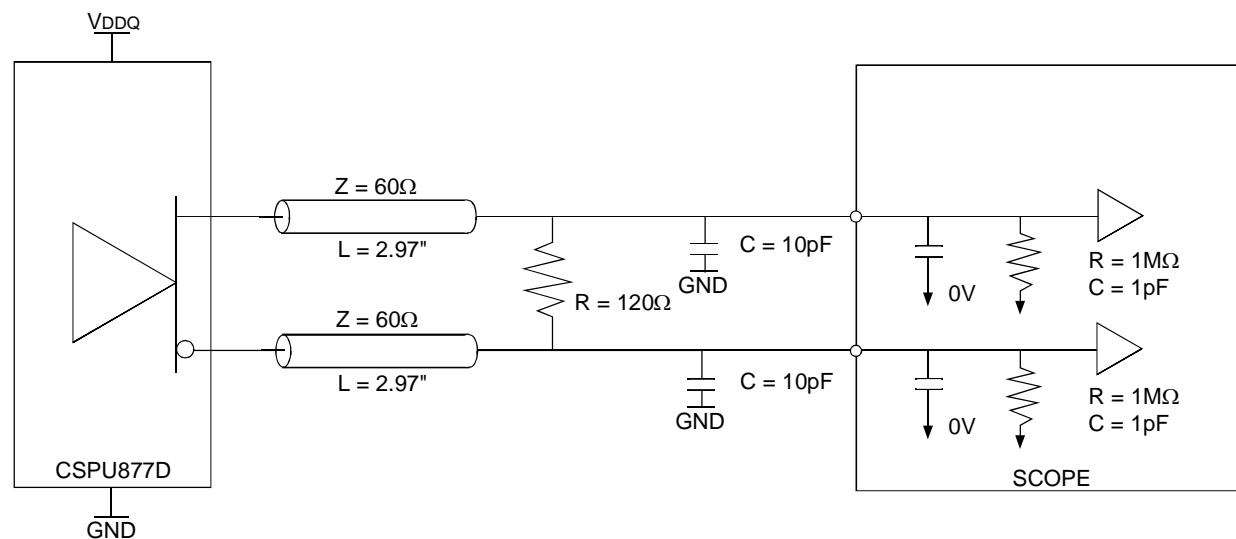 VDDQ
Z = 60Ω
L = 2.97"
C = 10pF
GND
R = 120Ω
0V
R = 1MΩ
C = 1pF
Z = 60Ω
L = 2.97"
C = 10pF
GND
0V
R = 1MΩ
C = 1pF
CSPU877D
SCOPE
GND